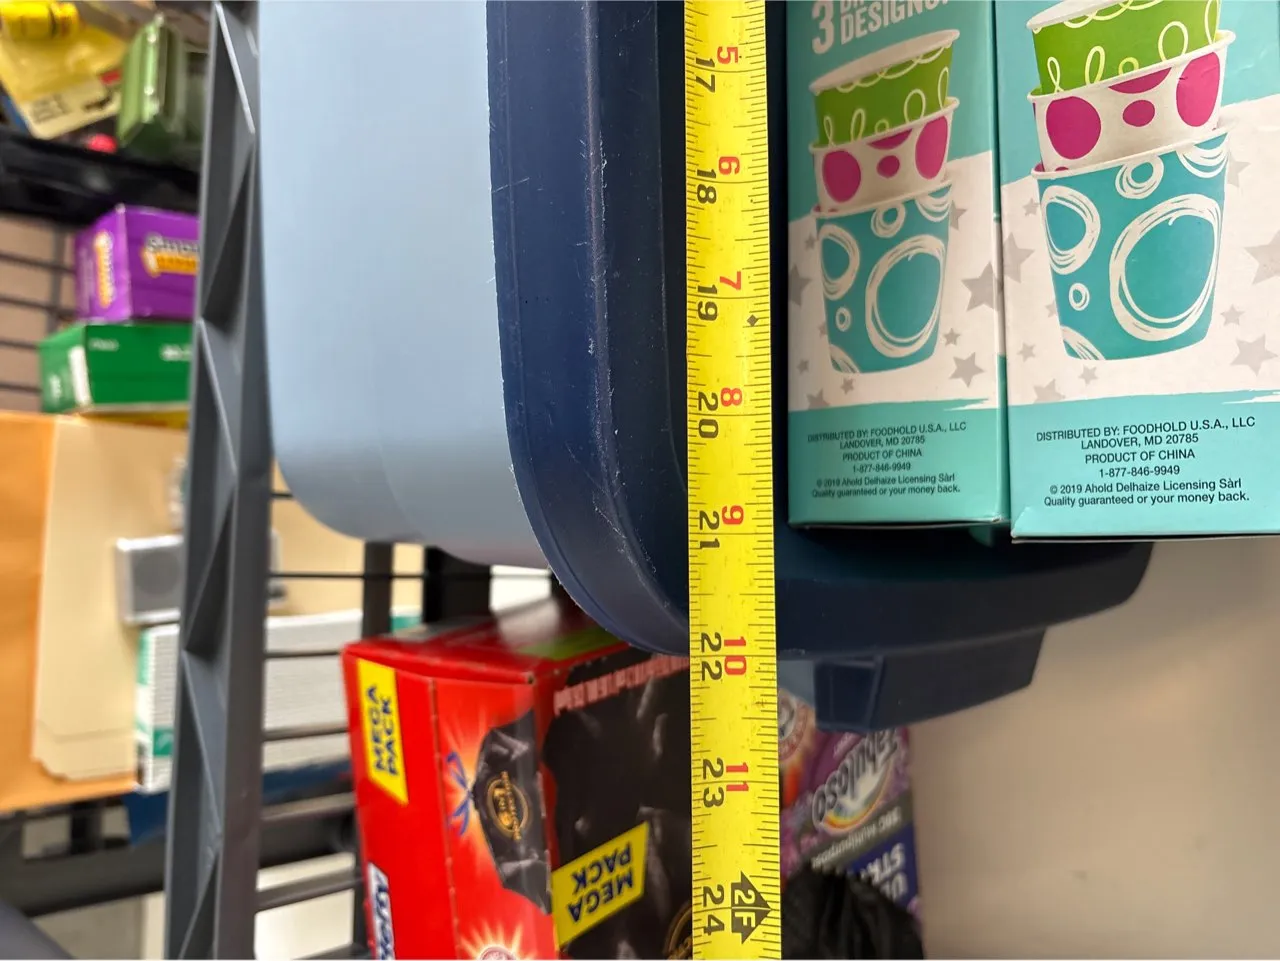 3
DESIGNS
5
17
6
18
7
19
8
20
9
21
10
22
11
23
2F
24
DISTRIBUTED BY: FOODHOLD U.S.A., LLC
LANDOVER, MD 20785
PRODUCT OF CHINA
1-877-846-9949
© 2019 Ahold Delhaize Licensing Sàrl
Quality guaranteed or your money back.
DISTRIBUTED BY: FOODHOLD U.S.A., LLC
LANDOVER, MD 20785
PRODUCT OF CHINA
1-877-846-9949
© 2019 Ahold Delhaize Licensing Sàrl
Quality guaranteed or your money back.
MEGA
PACK
MEGA
PACK
Fabuloso